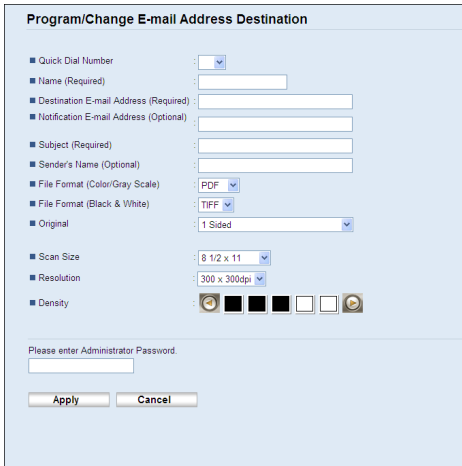 Program/Change E-mail Address Destination
Quick Dial Number :
Name (Required) :
Destination E-mail Address (Required) :
Notification E-mail Address (Optional) :
Subject (Required) :
Sender's Name (Optional) :
File Format (Color/Gray Scale) : PDF
File Format (Black & White) : TIFF
Original : 1 Sided
Scan Size : 8 1/2 x 11
Resolution : 300 x 300dpi
Density :
Please enter Administrator Password.
Apply Cancel